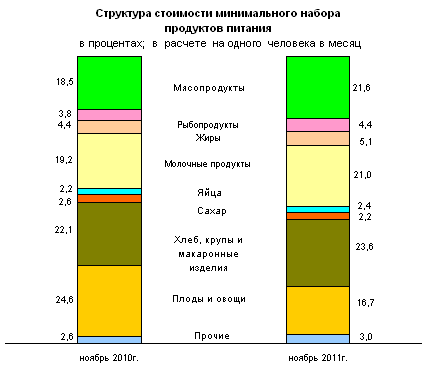 Структура стоимости минимального набора
продуктов питания
в процентах; в расчете на одного человека в месяц
18,5 Масопродукты 21,6
3,8 Рыбопродукты 4,4
4,4 Жиры 5,1
19,2 Молочные продукты 21,0
2,2 Яйца 2,4
2,6 Сахар 2,2
22,1 Хлеб, крупы и 23,6
макаронные
изделия
24,6 Плоды и овощи 16,7
2,6 Прочие 3,0
ноябрь 2010г. ноябрь 2011г.